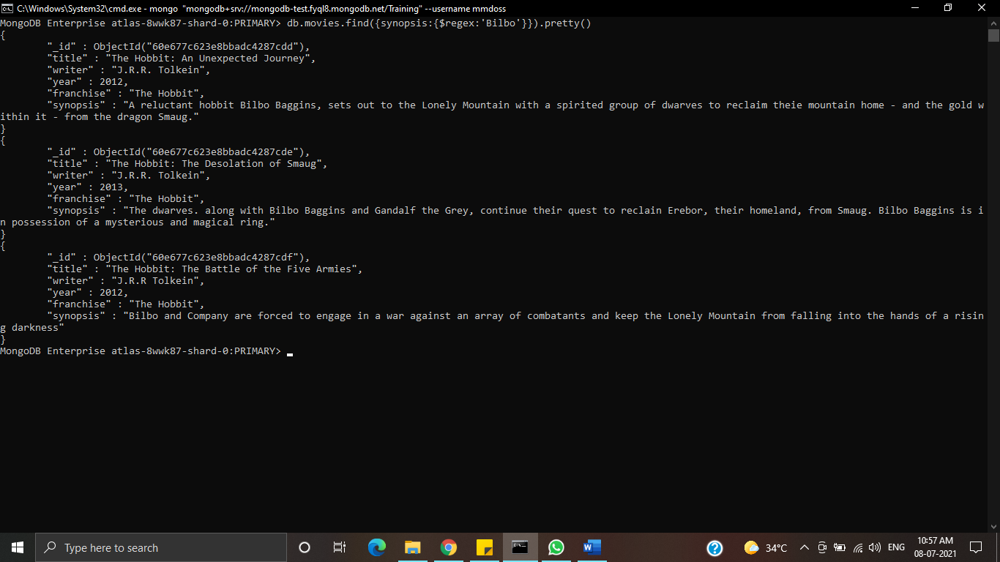 C:\Windows\System32\cmd.exe - mongo "mongodb+srv://mongodb-test.fyql8.mongodb.net/Training" --username mmdoss
MongoDB Enterprise atlas-8wwk87-shard-0:PRIMARY> db.movies.find({synopsis:{$regex:'Bilbo'}}).pretty()
{
"_id" : ObjectId("60e677c623e8bbadc4287cdd"),
"title" : "The Hobbit: An Unexpected Journey",
"writer" : "J.R.R. Tolkein",
"year" : 2012,
"franchise" : "The Hobbit",
"synopsis" : "A reluctant hobbit Bilbo Baggins, sets out to the Lonely Mountain with a spirited group of dwarves to reclaim theie mountain home - and the gold w
ithin it - from the dragon Smaug."
}
{
"_id" : ObjectId("60e677c623e8bbadc4287cde"),
"title" : "The Hobbit: The Desolation of Smaug",
"writer" : "J.R.R. Tolkein",
"year" : 2013,
"franchise" : "The Hobbit",
"synopsis" : "The dwarves. along with Bilbo Baggins and Gandalf the Grey, continue their quest to reclaim Erebor, their homeland, from Smaug. Bilbo Baggins is i
n possession of a mysterious and magical ring."
}
{
"_id" : ObjectId("60e677c623e8bbadc4287cdf"),
"title" : "The Hobbit: The Battle of the Five Armies",
"writer" : "J.R.R Tolkein",
"year" : 2012,
"franchise" : "The Hobbit",
"synopsis" : "Bilbo and Company are forced to engage in a war against an array of combatants and keep the Lonely Mountain from falling into the hands of a risin
g darkness"
}
MongoDB Enterprise atlas-8wwk87-shard-0:PRIMARY>
Type here to search
34°C
ENG
10:57 AM
08-07-2021